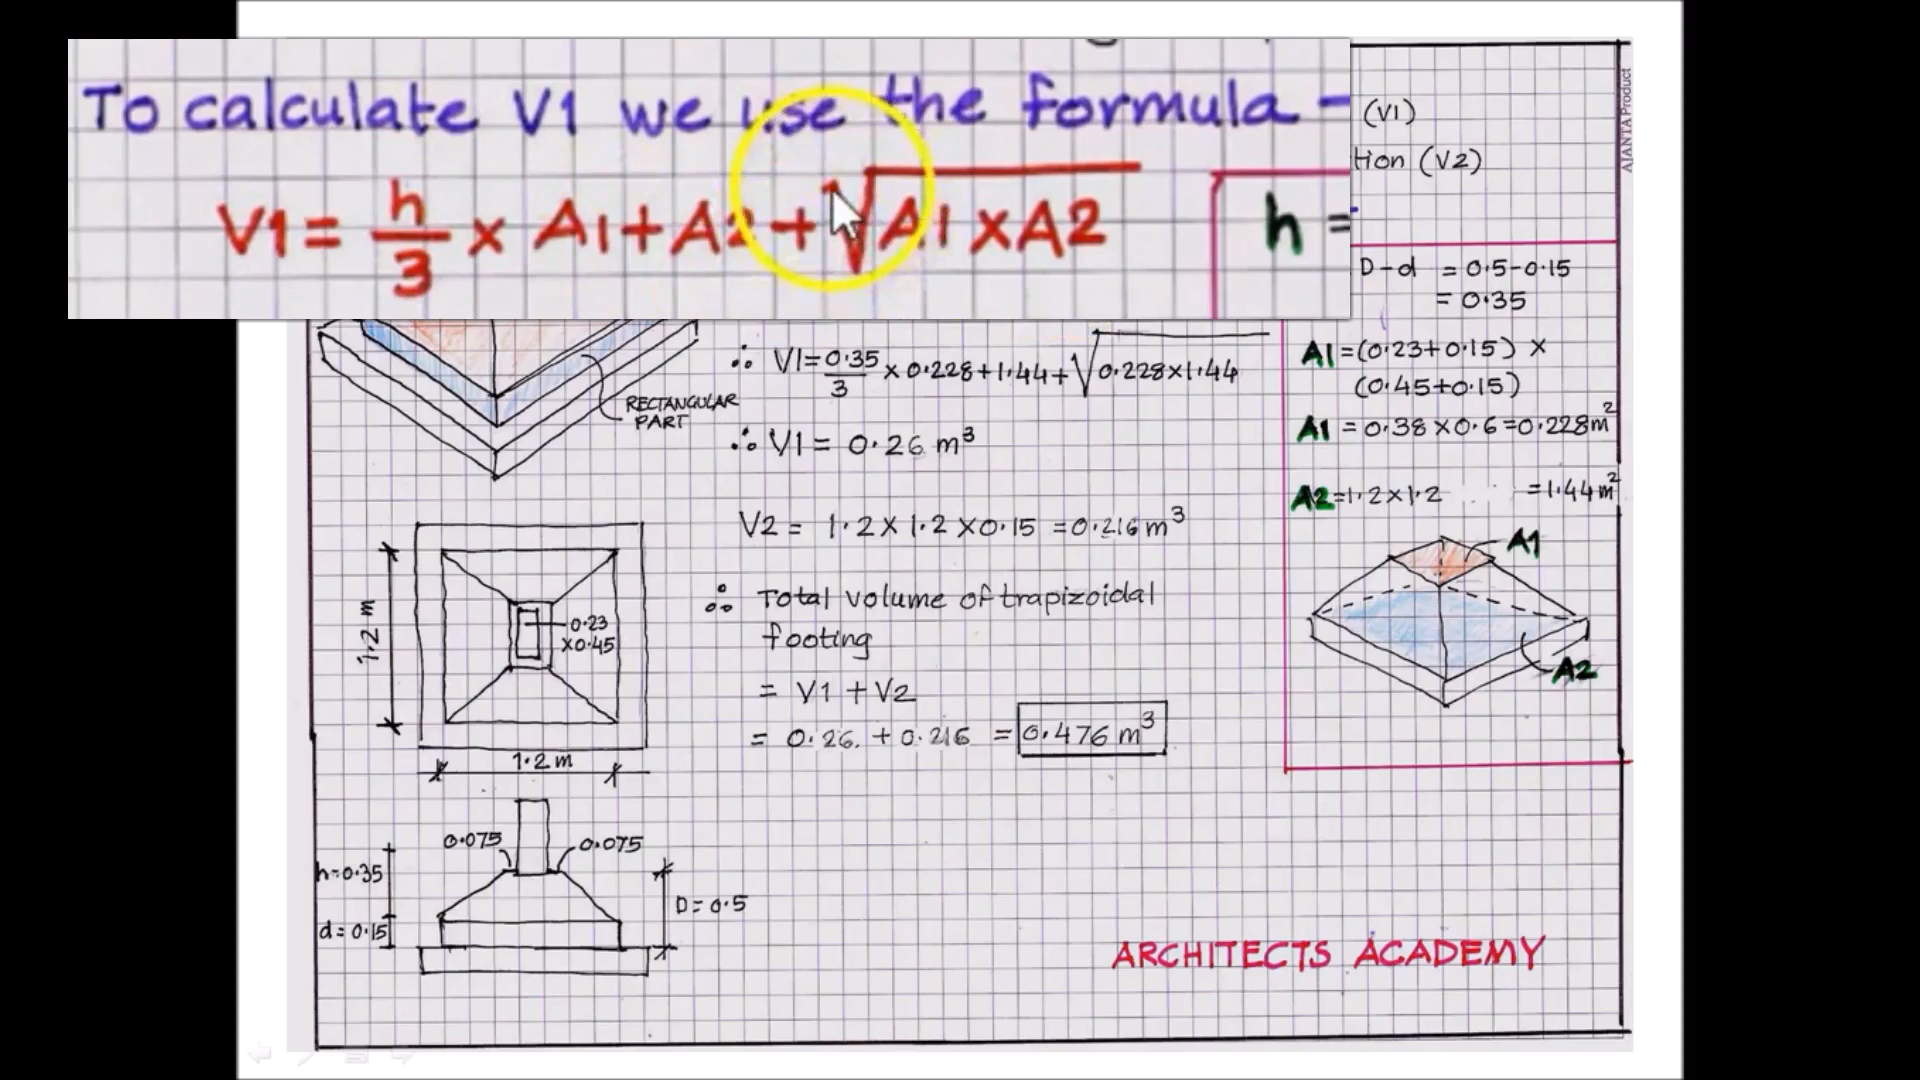 To calculate V1 we use the formula -
V1 = h/3 x A1 + A2 + √A1 x A2
h =
(V1)
tion (V2)
AJANTA Product
D-d = 0.5-0.15
= 0.35
A1 = (0.23+0.15) x
(0.45+0.15)
A1 = 0.38 x 0.6 = 0.228m²
A2 = 1.2 x 1.2 = 1.44m²
A1
A2
RECTANGULAR
PART
∴ V1 = 0.35/3 x 0.228 + 1.44 + √0.228 x 1.44
∴ V1 = 0.26 m³
V2 = 1.2 x 1.2 x 0.15 = 0.216 m³
∴ Total volume of trapizoidal
footing
= V1 + V2
= 0.26. + 0.216 = 0.476 m³
1.2 m
0.23
x0.45
1.2 m
0.075
0.075
h=0.35
d=0.15
D=0.5
ARCHITECTS ACADEMY